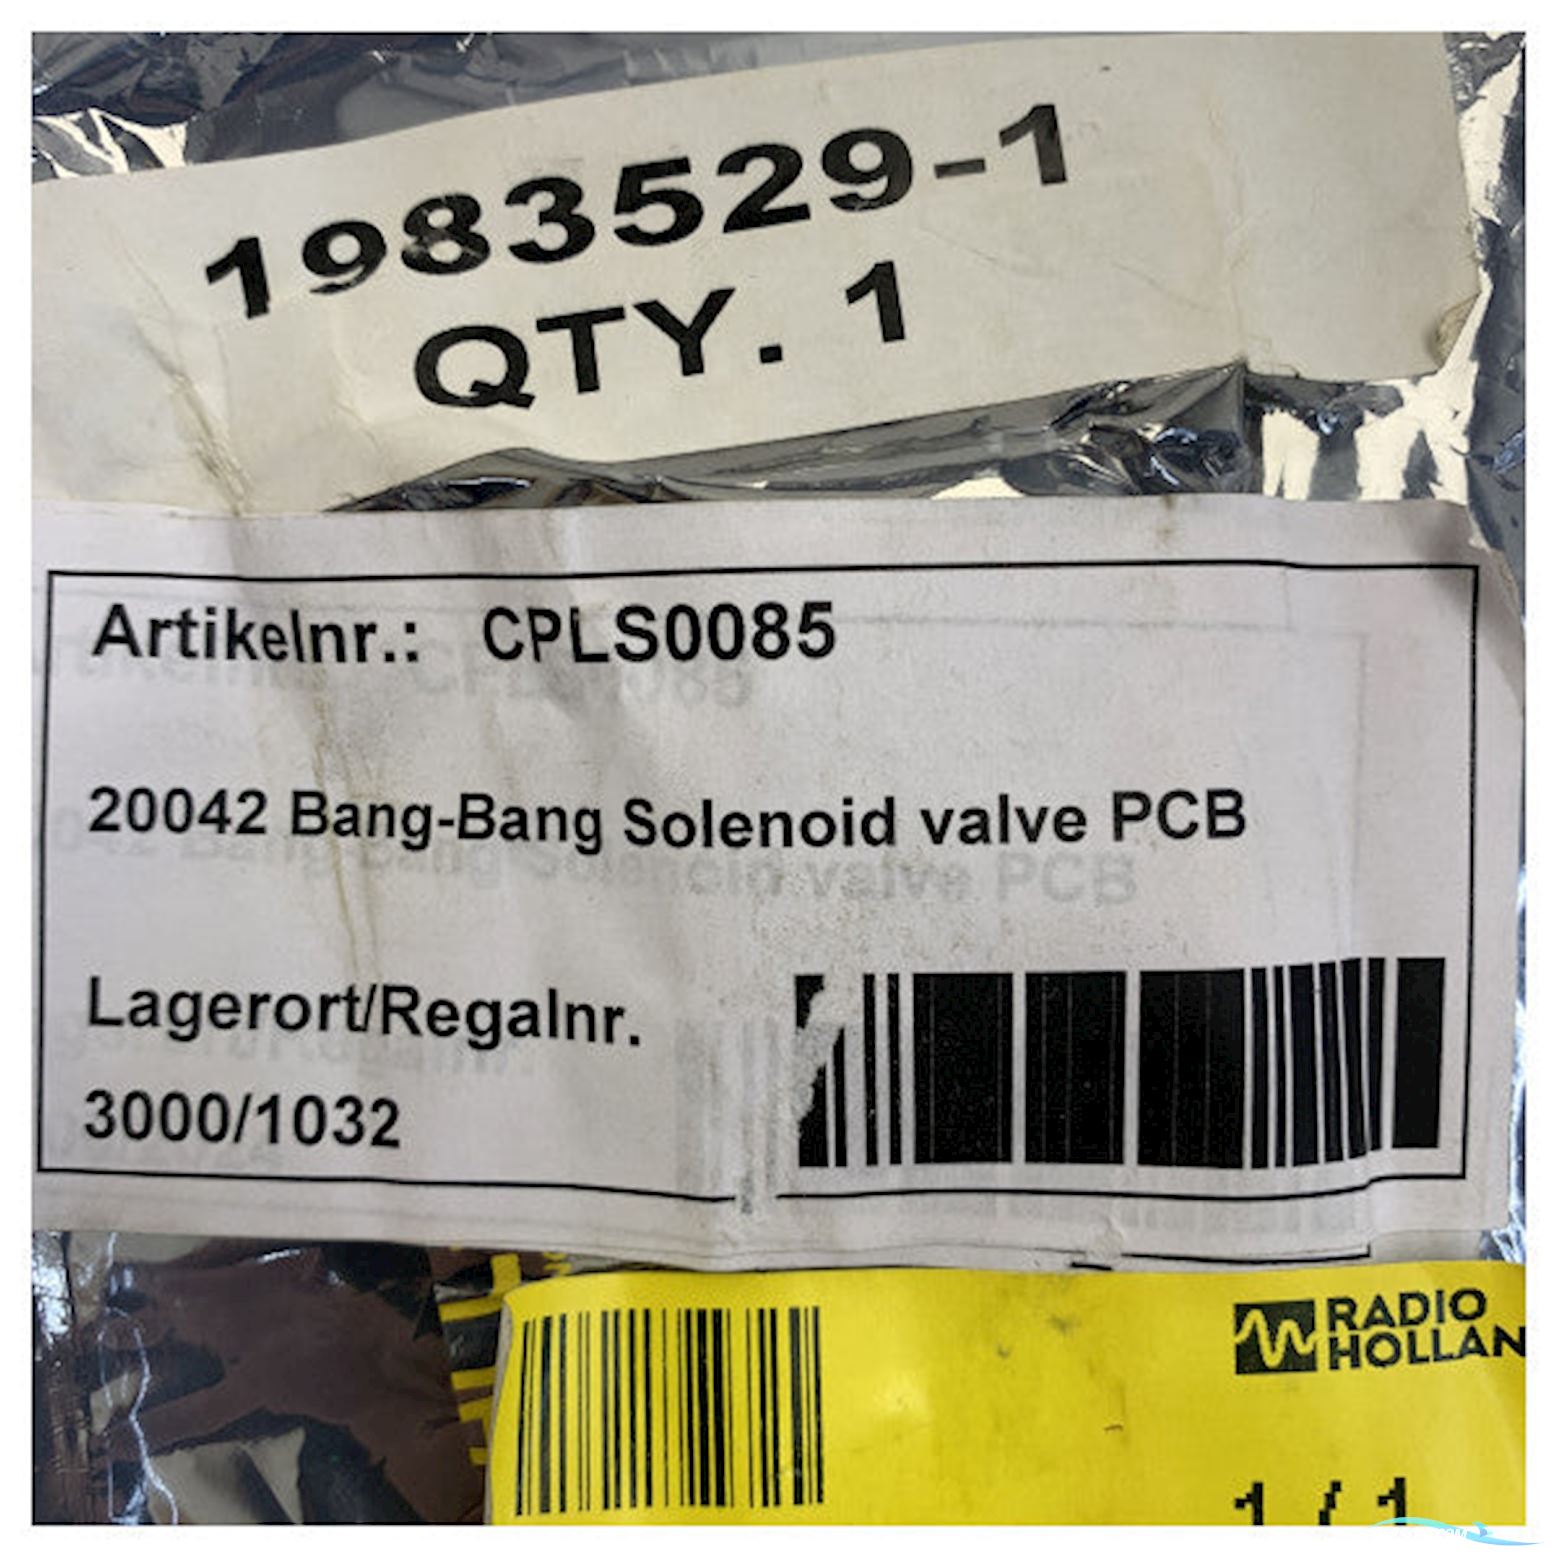 1983529-1
QTY. 1
Artikelnr.: CPLS0085
20042 Bang-Bang Solenoid valve PCB
Lagerort/Regalnr.
3000/1032
RADIO
HOLLAN
1 / 1